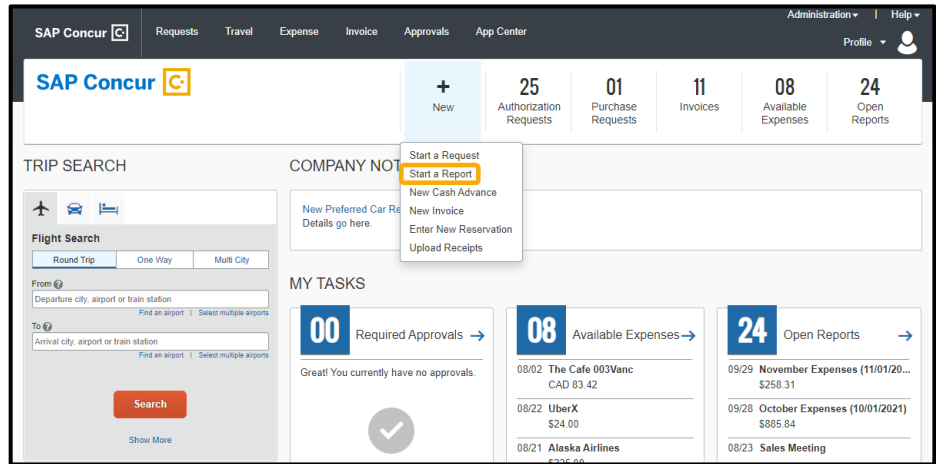 Administration | Help
SAP Concur C Requests Travel Expense Invoice Approvals App Center
Profile
SAP Concur C
+
New
25
Authorization
Requests
01
Purchase
Requests
11
Invoices
08
Available
Expenses
24
Open
Reports
Start a Request
Start a Report
New Cash Advance
New Invoice
Enter New Reservation
Upload Receipts
TRIP SEARCH
Flight Search
Round Trip One Way Multi City
From ?
Departure city, airport or train station
Find an airport | Select multiple airports
To ?
Arrival city, airport or train station
Find an airport | Select multiple airports
Search
Show More
COMPANY NOT
New Preferred Car Re
Details go here.
MY TASKS
00 Required Approvals →
Great! You currently have no approvals.
08 Available Expenses →
08/02 The Cafe 003Vanc
CAD 83.42
08/22 UberX
$24.00
08/21 Alaska Airlines
24 Open Reports →
09/29 November Expenses (11/01/20...
$258.31
09/28 October Expenses (10/01/2021)
$885.84
08/23 Sales Meeting